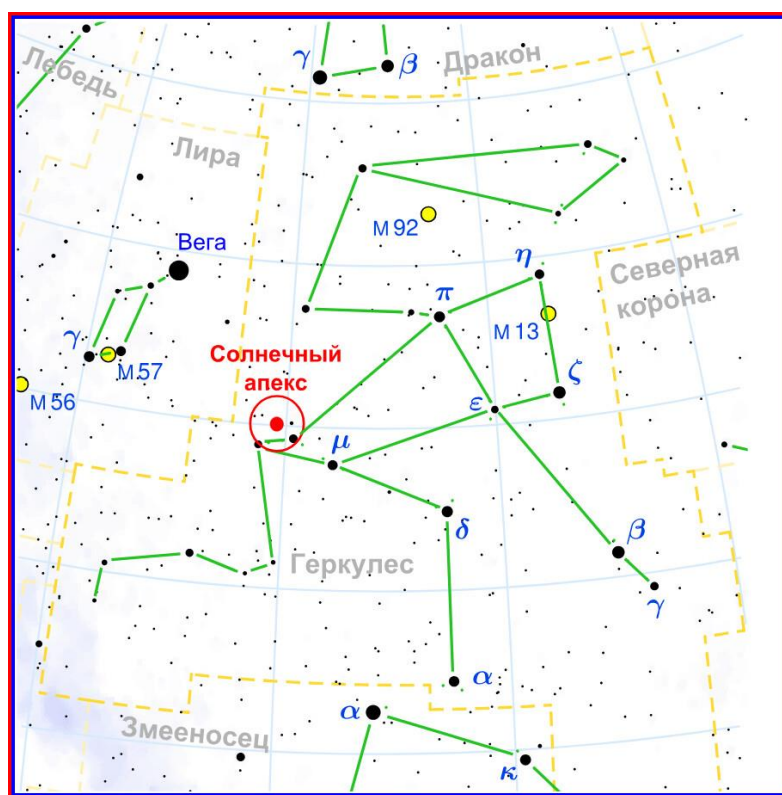 γ
β
Дракон
Лебедь
Лира
M 92
Вега
η
Северная
корона
π
M 13
γ
M 57
Солнечный
апекс
M 56
ζ
ε
μ
δ
β
Геркулес
γ
α
α
Змееносец
κ